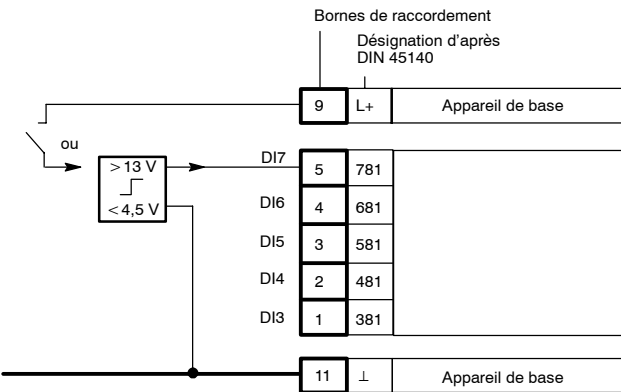 Bornes de raccordement
Désignation d'après
DIN 45140
9 L+ Appareil de base
ou
> 13 V
< 4,5 V
DI7 5 781
DI6 4 681
DI5 3 581
DI4 2 481
DI3 1 381
11 ⊥ Appareil de base